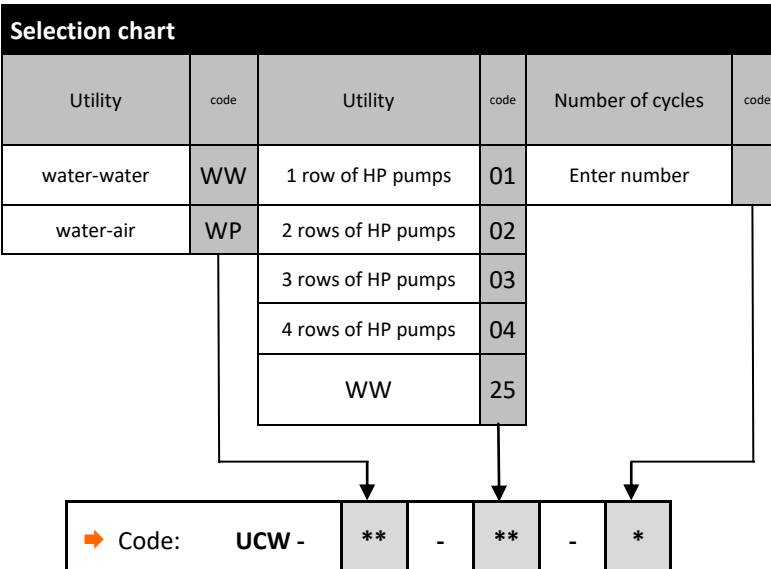 Selection chart
Utility code Utility code Number of cycles code
water-water WW 1 row of HP pumps 01 Enter number
water-air WP 2 rows of HP pumps 02
3 rows of HP pumps 03
4 rows of HP pumps 04
WW 25
Code: UCW - ** - ** - *